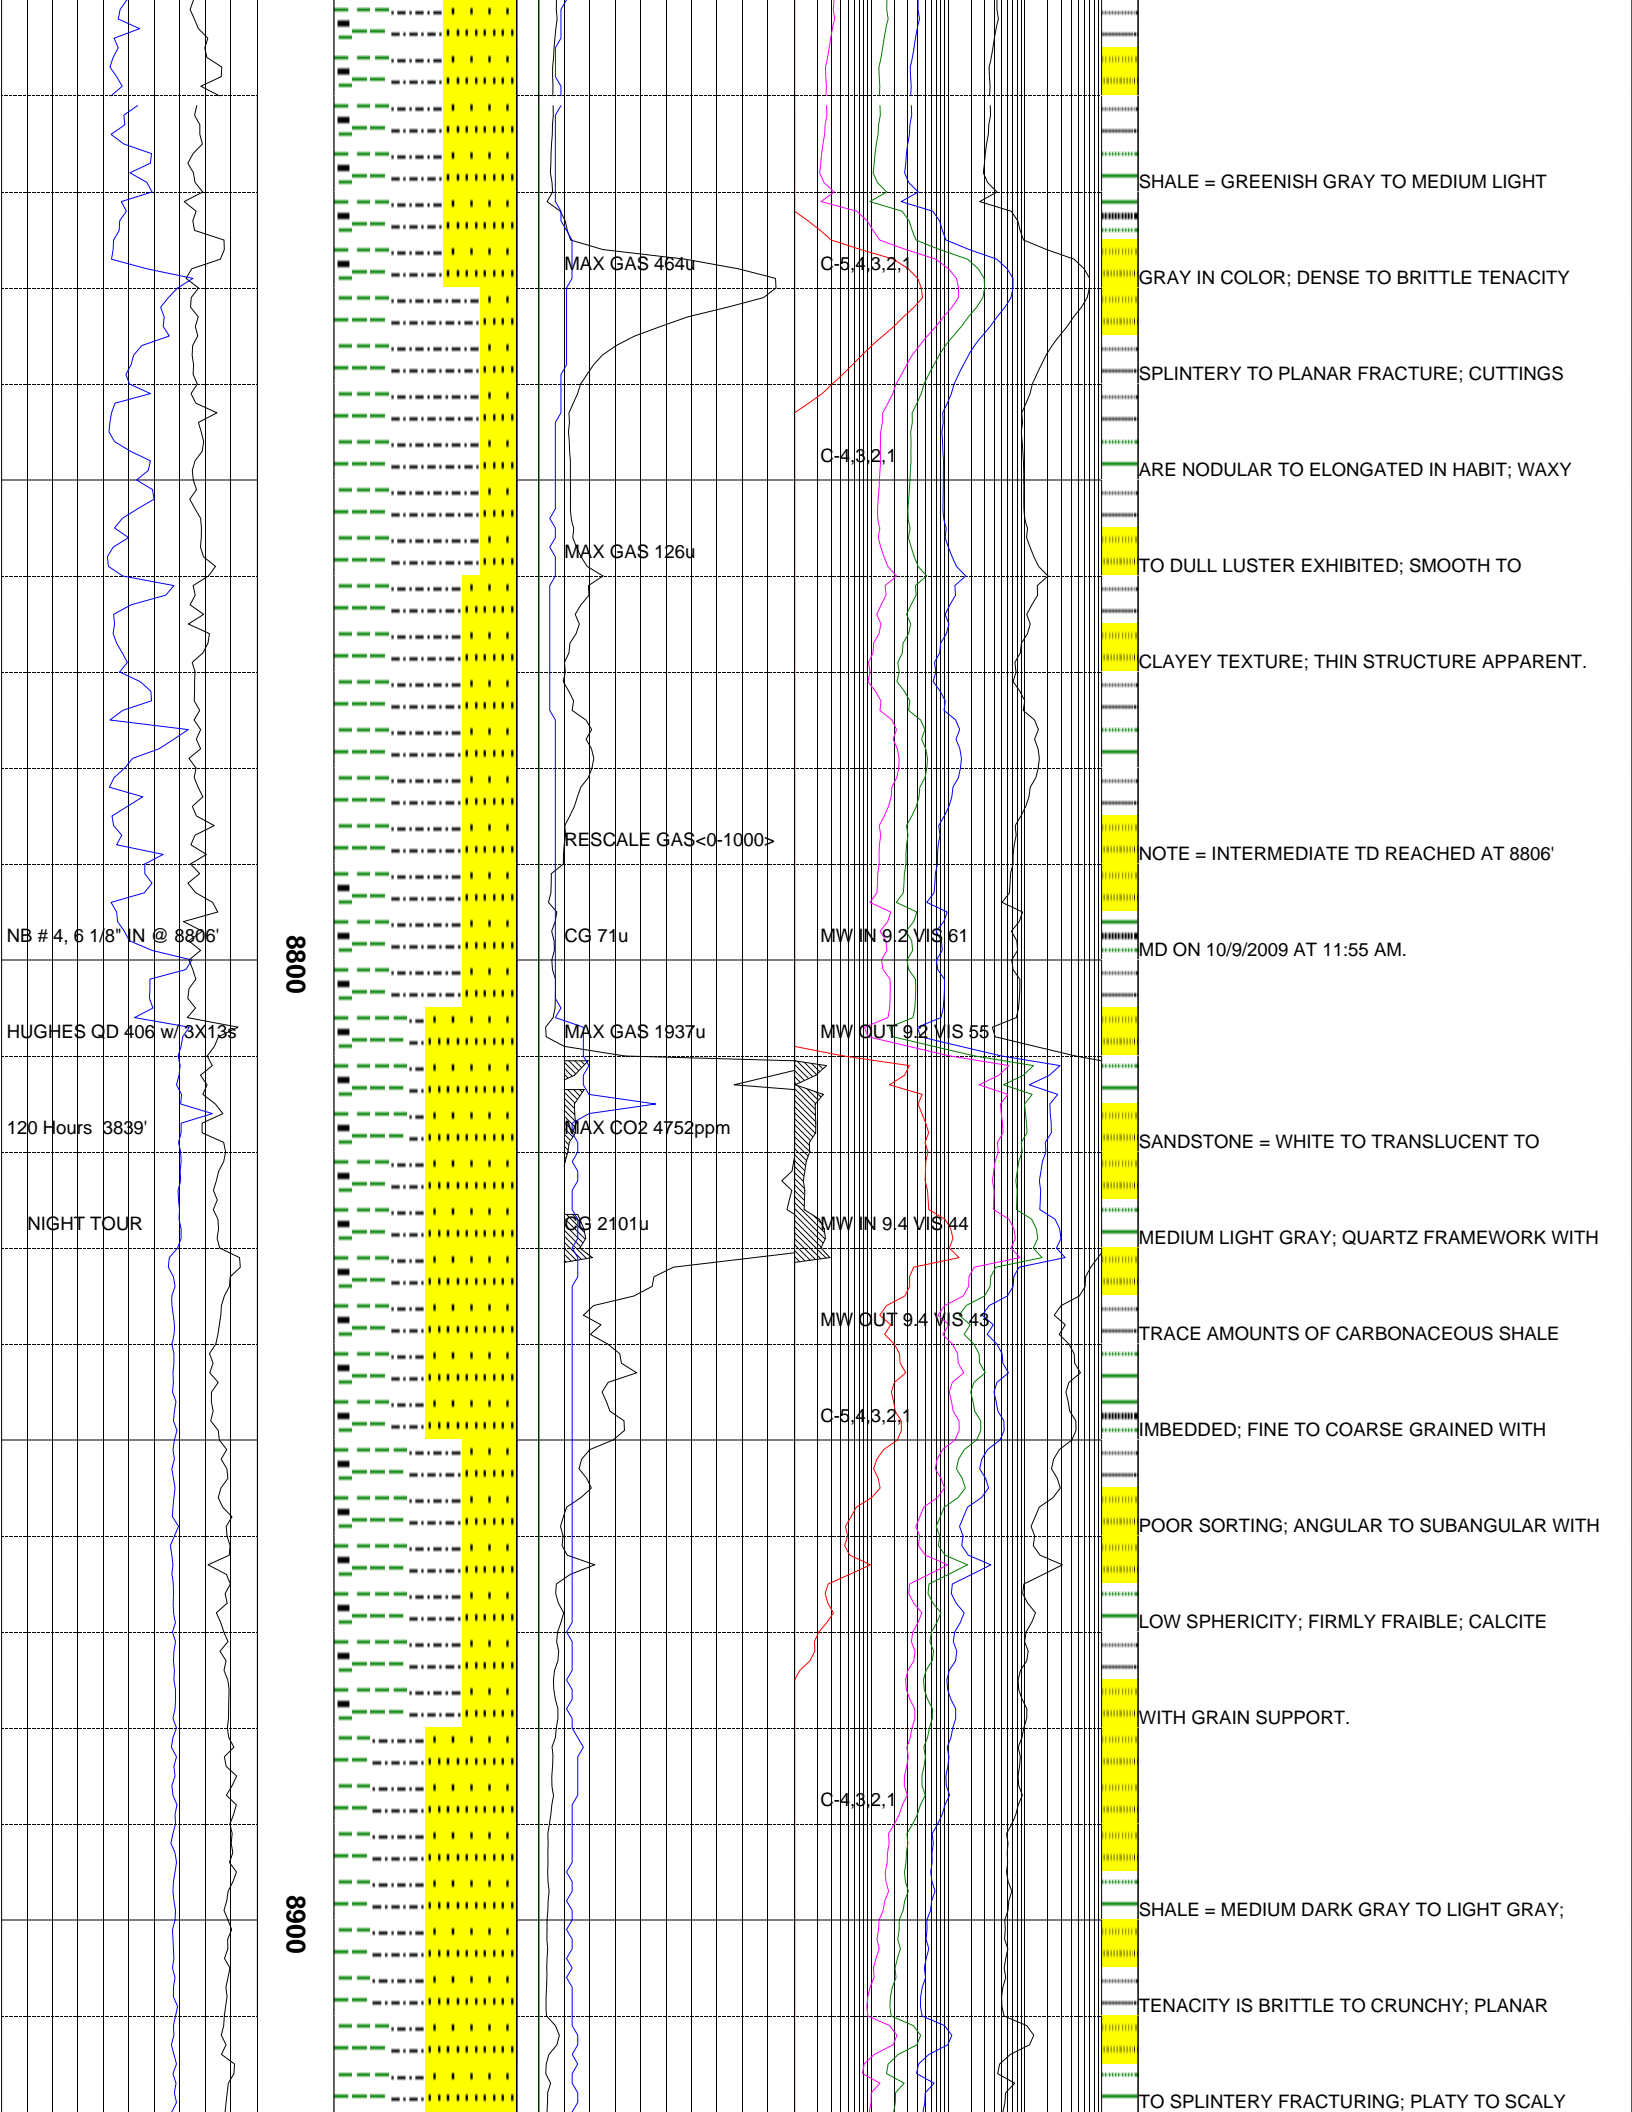 SHALE = GREENISH GRAY TO MEDIUM LIGHT
MAX GAS 464u
C-5,4,3,2,1
GRAY IN COLOR; DENSE TO BRITTLE TENACITY
SPLINTERY TO PLANAR FRACTURE; CUTTINGS
C-4,3,2,1
ARE NODULAR TO ELONGATED IN HABIT; WAXY
MAX GAS 126u
TO DULL LUSTER EXHIBITED; SMOOTH TO
CLAYEY TEXTURE; THIN STRUCTURE APPARENT.
RESCALE GAS<0-1000>
NOTE = INTERMEDIATE TD REACHED AT 8806'
NB # 4, 6 1/8" IN @ 8806'
8800
CG 71u
MW IN 9.2 VIS 61
MD ON 10/9/2009 AT 11:55 AM.
HUGHES QD 406 w/ 3X13s
MAX GAS 1937u
MW OUT 9.2 VIS 55
120 Hours  3839'
MAX CO2 4752ppm
SANDSTONE = WHITE TO TRANSLUCENT TO
NIGHT TOUR
CG 2101u
MW IN 9.4 VIS 44
MEDIUM LIGHT GRAY; QUARTZ FRAMEWORK WITH
MW OUT 9.4 VIS 43
TRACE AMOUNTS OF CARBONACEOUS SHALE
C-5,4,3,2,1
IMBEDDED; FINE TO COARSE GRAINED WITH
POOR SORTING; ANGULAR TO SUBANGULAR WITH
LOW SPHERICITY; FIRMLY FRAIBLE; CALCITE
WITH GRAIN SUPPORT.
C-4,3,2,1
8900
SHALE = MEDIUM DARK GRAY TO LIGHT GRAY;
TENACITY IS BRITTLE TO CRUNCHY; PLANAR
TO SPLINTERY FRACTURING; PLATY TO SCALY